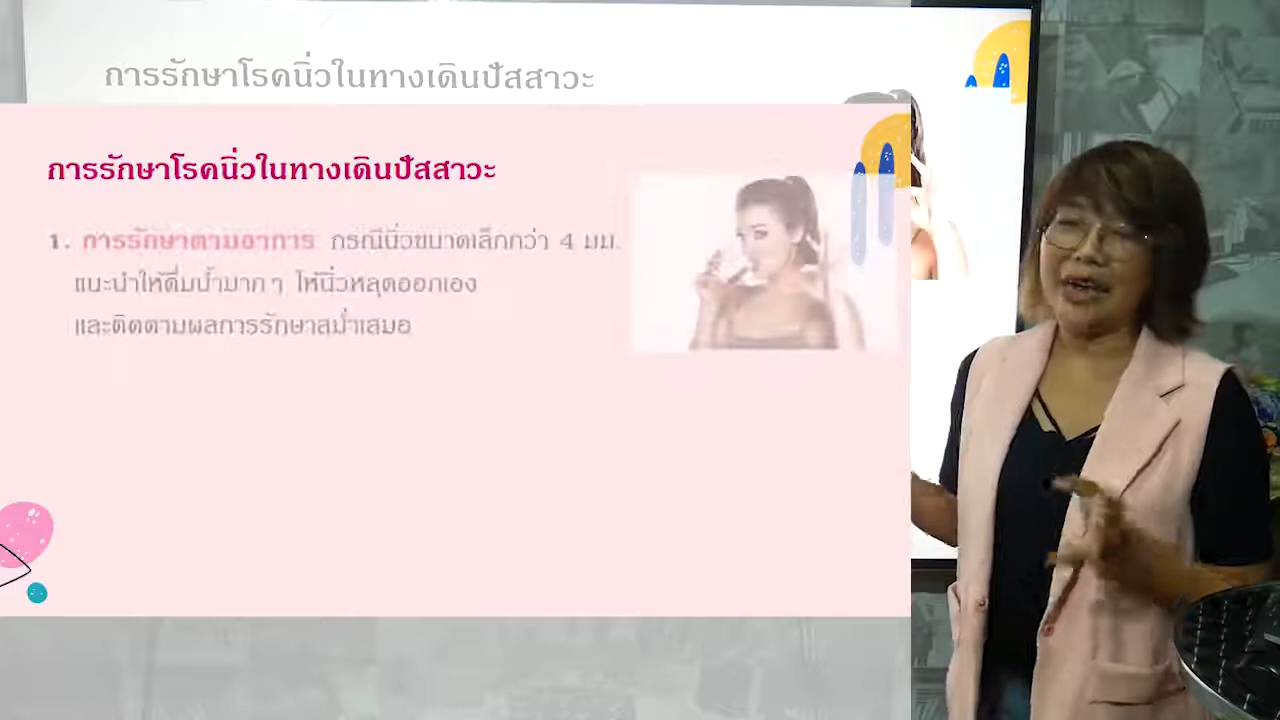 การรักษาโรคนิ่วในทางเดินปัสสาวะ
การรักษาโรคนิ่วในทางเดินปัสสาวะ
1. การรักษาตามอาการ กรณีนิ่วขนาดเล็กกว่า 4 มม.
แนะนำให้ดื่มน้ำมาก ๆ ให้นิ่วหลุดออกเอง
และติดตามผลการรักษาสม่ำเสมอ